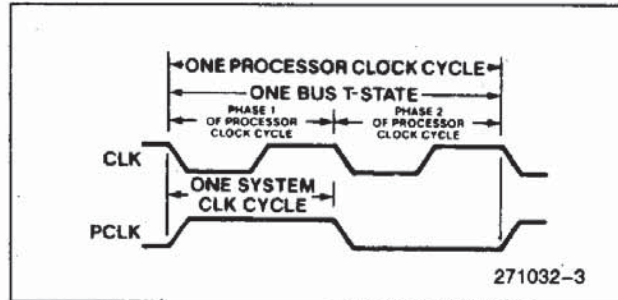 ONE PROCESSOR CLOCK CYCLE
ONE BUS T-STATE
PHASE 1 OF PROCESSOR CLOCK CYCLE
PHASE 2 OF PROCESSOR CLOCK CYCLE
CLK
ONE SYSTEM CLK CYCLE
PCLK
271032-3